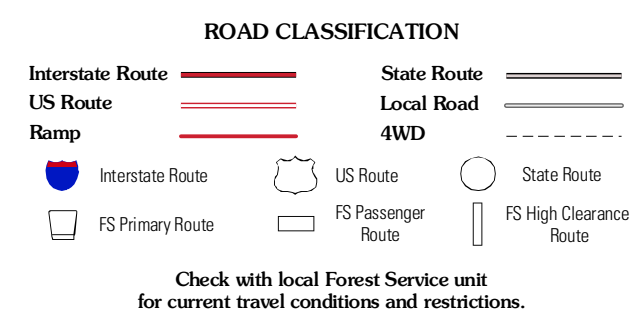 ROAD CLASSIFICATION
Interstate Route
State Route
US Route
Local Road
Ramp
4WD
Interstate Route
US Route
State Route
FS Primary Route
FS Passenger
Route
FS High Clearance
Route
Check with local Forest Service unit
for current travel conditions and restrictions.